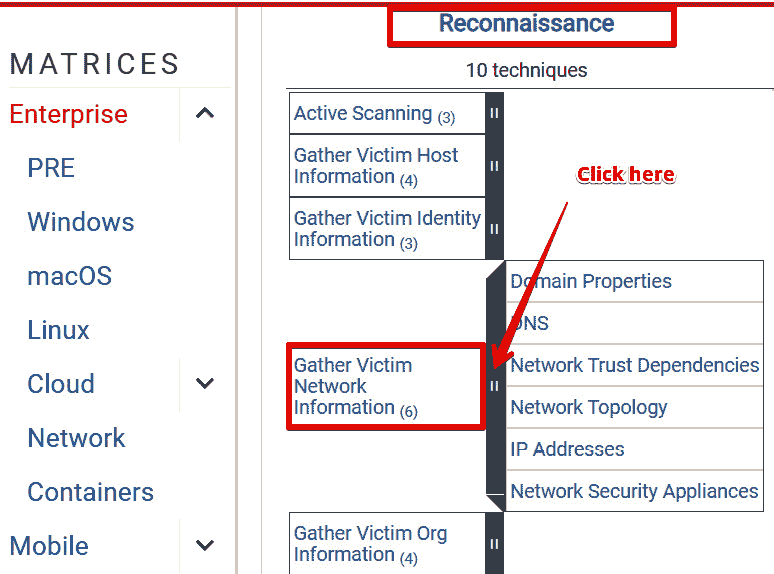 MATRICES
Enterprise
PRE
Windows
macOS
Linux
Cloud
Network
Containers
Mobile
Reconnaissance
10 techniques
Active Scanning (3)
Gather Victim Host
Information (4)
Gather Victim Identity
Information (3)
Gather Victim
Network
Information (6)
Gather Victim Org
Information (4)
Click here
Domain Properties
DNS
Network Trust Dependencies
Network Topology
IP Addresses
Network Security Appliances